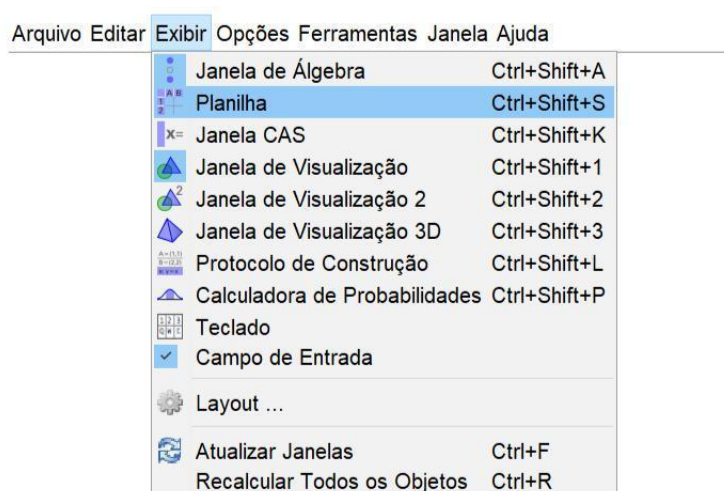 Arquivo Editar Exibir Opções Ferramentas Janela Ajuda
Janela de Álgebra Ctrl+Shift+A
Planilha Ctrl+Shift+S
Janela CAS Ctrl+Shift+K
Janela de Visualização Ctrl+Shift+1
Janela de Visualização 2 Ctrl+Shift+2
Janela de Visualização 3D Ctrl+Shift+3
Protocolo de Construção Ctrl+Shift+L
Calculadora de Probabilidades Ctrl+Shift+P
Teclado
Campo de Entrada
Layout ...
Atualizar Janelas Ctrl+F
Recalcular Todos os Objetos Ctrl+R